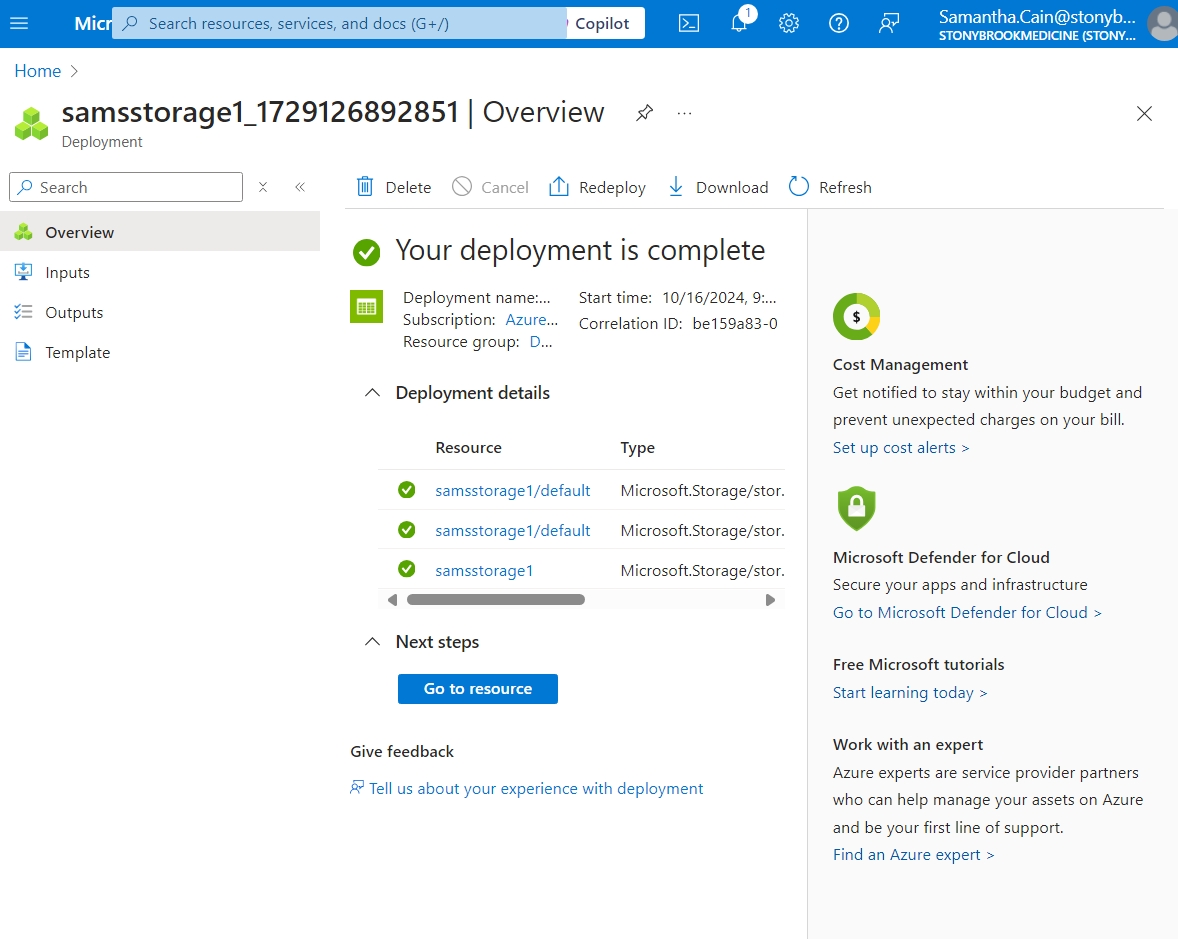 Micr
Search resources, services, and docs (G+/)
Copilot
1
Samantha.Cain@stonyb...
STONYBROOKMEDICINE (STONY...
Home
samsstorage1_1729126892851 | Overview
...
Deployment
Search
Delete
Cancel
Redeploy
Download
Refresh
Overview
Inputs
Outputs
Template
Your deployment is complete
Deployment name:...
Subscription: Azure...
Resource group: D...
Start time: 10/16/2024, 9:...
Correlation ID: be159a83-0
Deployment details
Resource Type
samsstorage1/default Microsoft.Storage/stor.
samsstorage1/default Microsoft.Storage/stor.
samsstorage1 Microsoft.Storage/stor.
Next steps
Go to resource
Give feedback
Tell us about your experience with deployment
$
Cost Management
Get notified to stay within your budget and
prevent unexpected charges on your bill.
Set up cost alerts >
Microsoft Defender for Cloud
Secure your apps and infrastructure
Go to Microsoft Defender for Cloud >
Free Microsoft tutorials
Start learning today >
Work with an expert
Azure experts are service provider partners
who can help manage your assets on Azure
and be your first line of support.
Find an Azure expert >